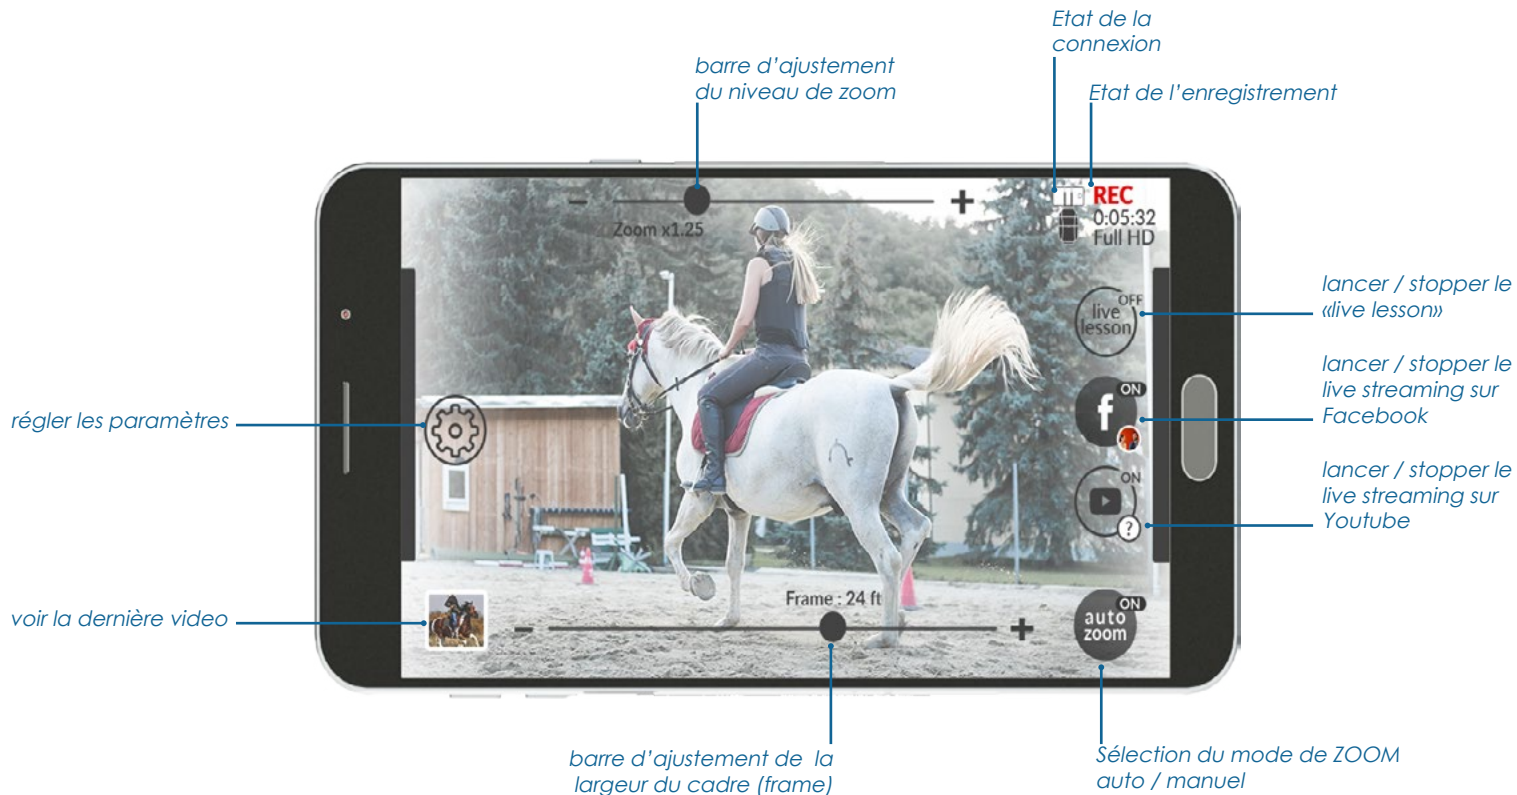 Etat de la
connexion
barre d’ajustement
du niveau de zoom
Etat de l’enregistrement
REC
0:05:32
Full HD
Zoom x1.25
lancer / stopper le
«live lesson»
OFF
live
lesson
lancer / stopper le
live streaming sur
Facebook
ON
f
régler les paramètres
lancer / stopper le
live streaming sur
Youtube
ON
?
voir la dernière video
Frame : 24 ft
ON
auto
zoom
barre d’ajustement de la
largeur du cadre (frame)
Sélection du mode de ZOOM
auto / manuel